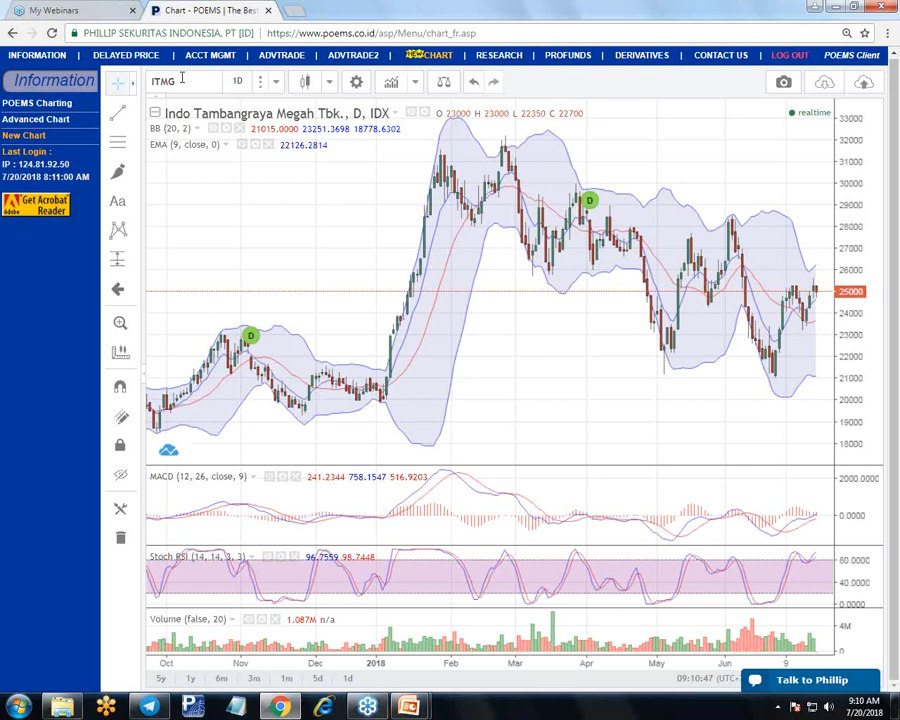 My Webinars
Chart - POEMS | The Bes
PHILLIP SEKURITAS INDONESIA, PT [ID]
https://www.poems.co.id/asp/Menu/chart_fr.asp
INFORMATION
DELAYED PRICE
ACCT MGMT
ADVTRADE
ADVTRADE2
NEW CHART
RESEARCH
PROFUNDS
DERIVATIVES
CONTACT US
LOG OUT
POEMS Client
Information
POEMS Charting
Advanced Chart
New Chart
Last Login :
IP : 124.81.92.50
7/20/2018 8:11:00 AM
Get Acrobat
Reader
Adobe
ITMG
1D
Indo Tambangraya Megah Tbk., D, IDX
O 23000 H 23000 L 22350 C 22700
realtime
BB (20, 2)
21015.0000 23251.3698 18778.6302
EMA (9, close, 0)
22126.2814
33000
31000
30000
29000
27000
26000
25000
24000
23000
22000
21000
20000
19000
18000
D
D
MACD (12, 26, close, 9)
241.2344 758.1547 516.9203
2000.0000
0.0000
Stoch RSI (14, 14, 3, 3)
96.7559 98.7448
80.0000
40.0000
0.0000
Volume (false, 20)
1.087M n/a
4M
0
Oct
Nov
Dec
2018
Feb
Mar
Apr
May
Jun
9
5y
1y
6m
3m
1m
5d
1d
09:10:47 (UTC+
Talk to Phillip
9:10 AM
7/20/2018